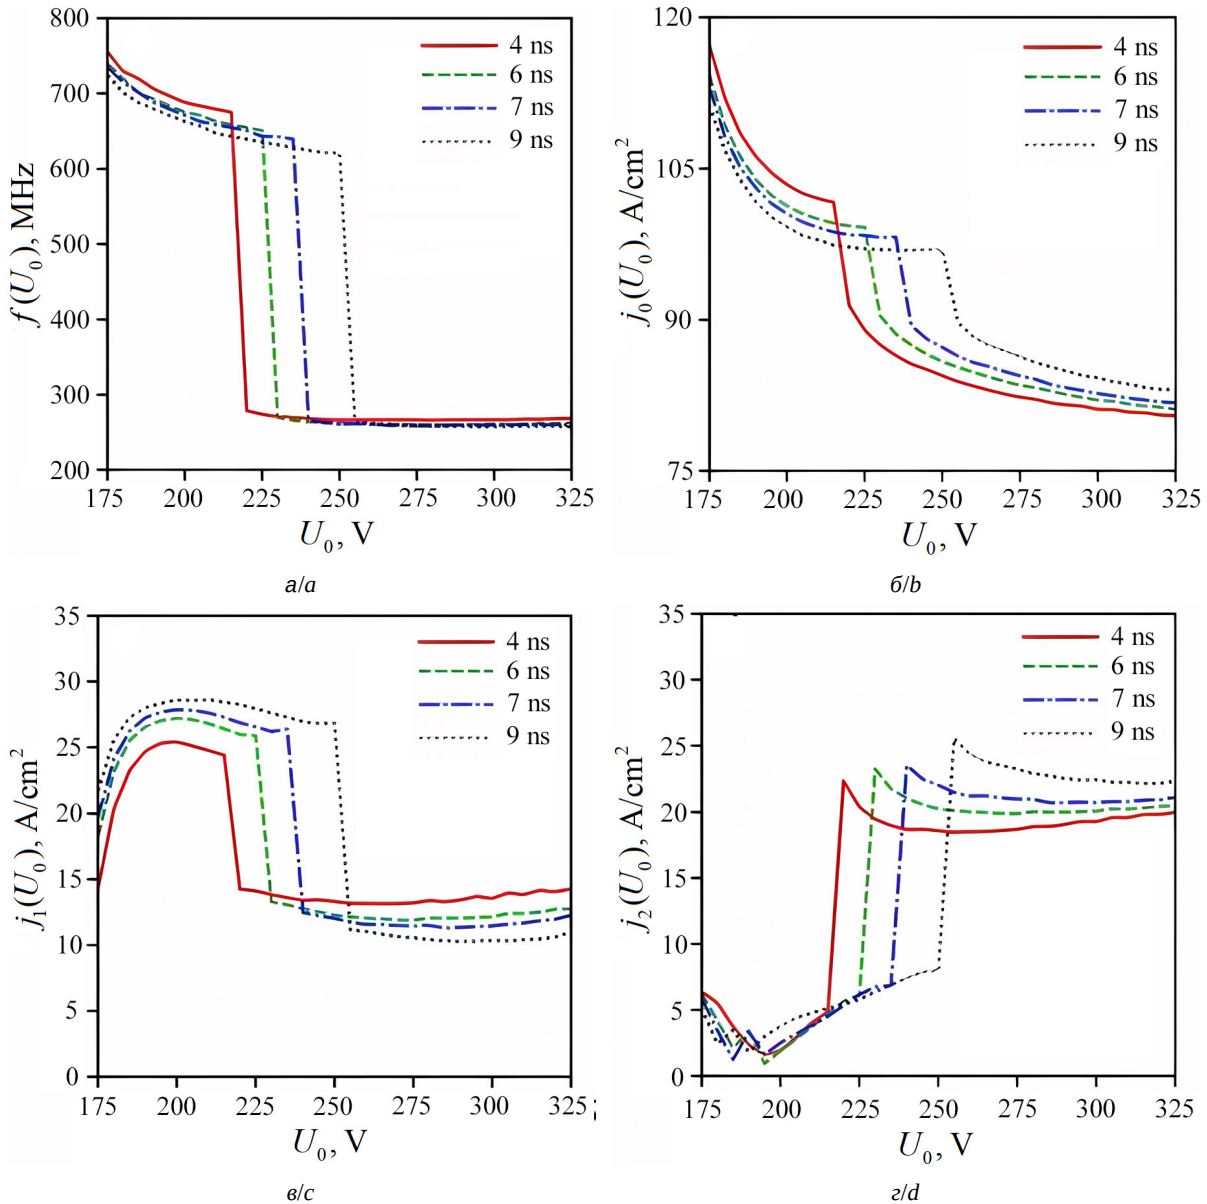 800
700
600
500
400
300
200
175 200 225 250 275 300 325
f (U₀), MHz
U₀, V
4 ns
6 ns
7 ns
9 ns
а/a
120
105
90
75
175 200 225 250 275 300 325
j₀(U₀), A/cm²
U₀, V
4 ns
6 ns
7 ns
9 ns
б/b
35
30
25
20
15
10
5
0
175 200 225 250 275 300 325
j₁(U₀), A/cm²
U₀, V
4 ns
6 ns
7 ns
9 ns
в/c
35
30
25
20
15
10
5
0
175 200 225 250 275 300 325
j₂(U₀), A/cm²
U₀, V
4 ns
6 ns
7 ns
9 ns
г/d